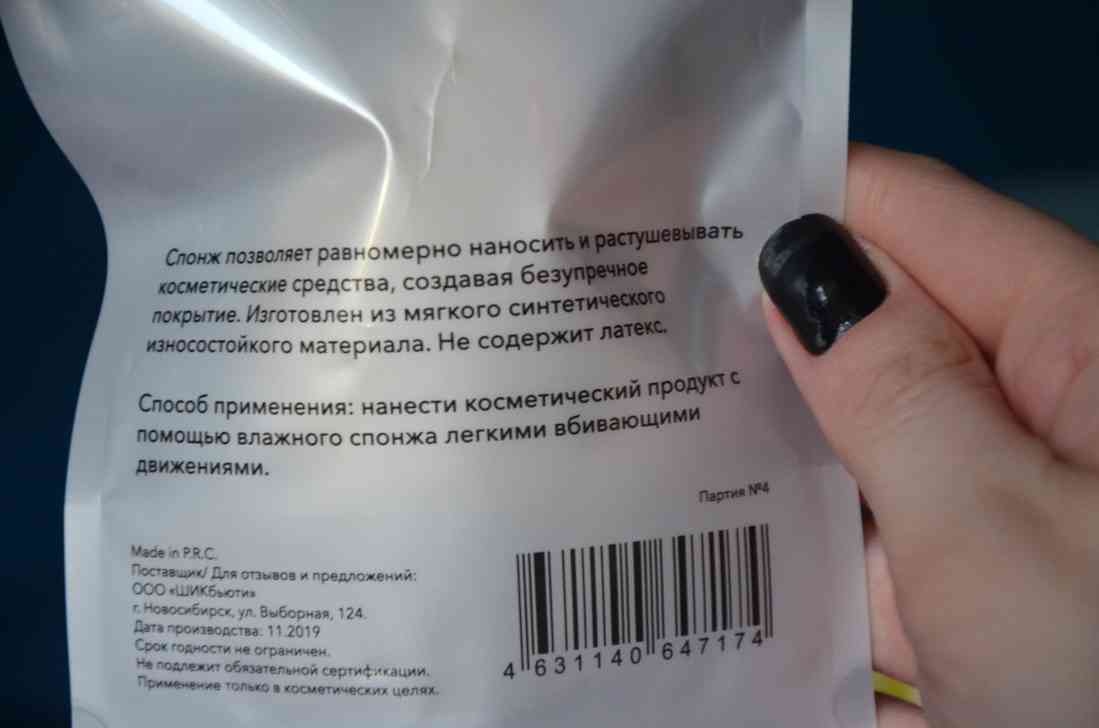 Спонж позволяет равномерно наносить и растушевывать
косметические средства, создавая безупречное
покрытие. Изготовлен из мягкого синтетического
износостойкого материала. Не содержит латекс.
Способ применения: нанести косметический продукт с
помощью влажного спонжа легкими вбивающими
движениями.
Партия №4
Made in P.R.C.
Поставщик/ Для отзывов и предложений:
ООО «ШИКбьюти»
г. Новосибирск, ул. Выборная, 124.
Дата производства: 11.2019
Срок годности не ограничен.
Не подлежит обязательной сертификации.
Применение только в косметических целях.
4 631140 647174